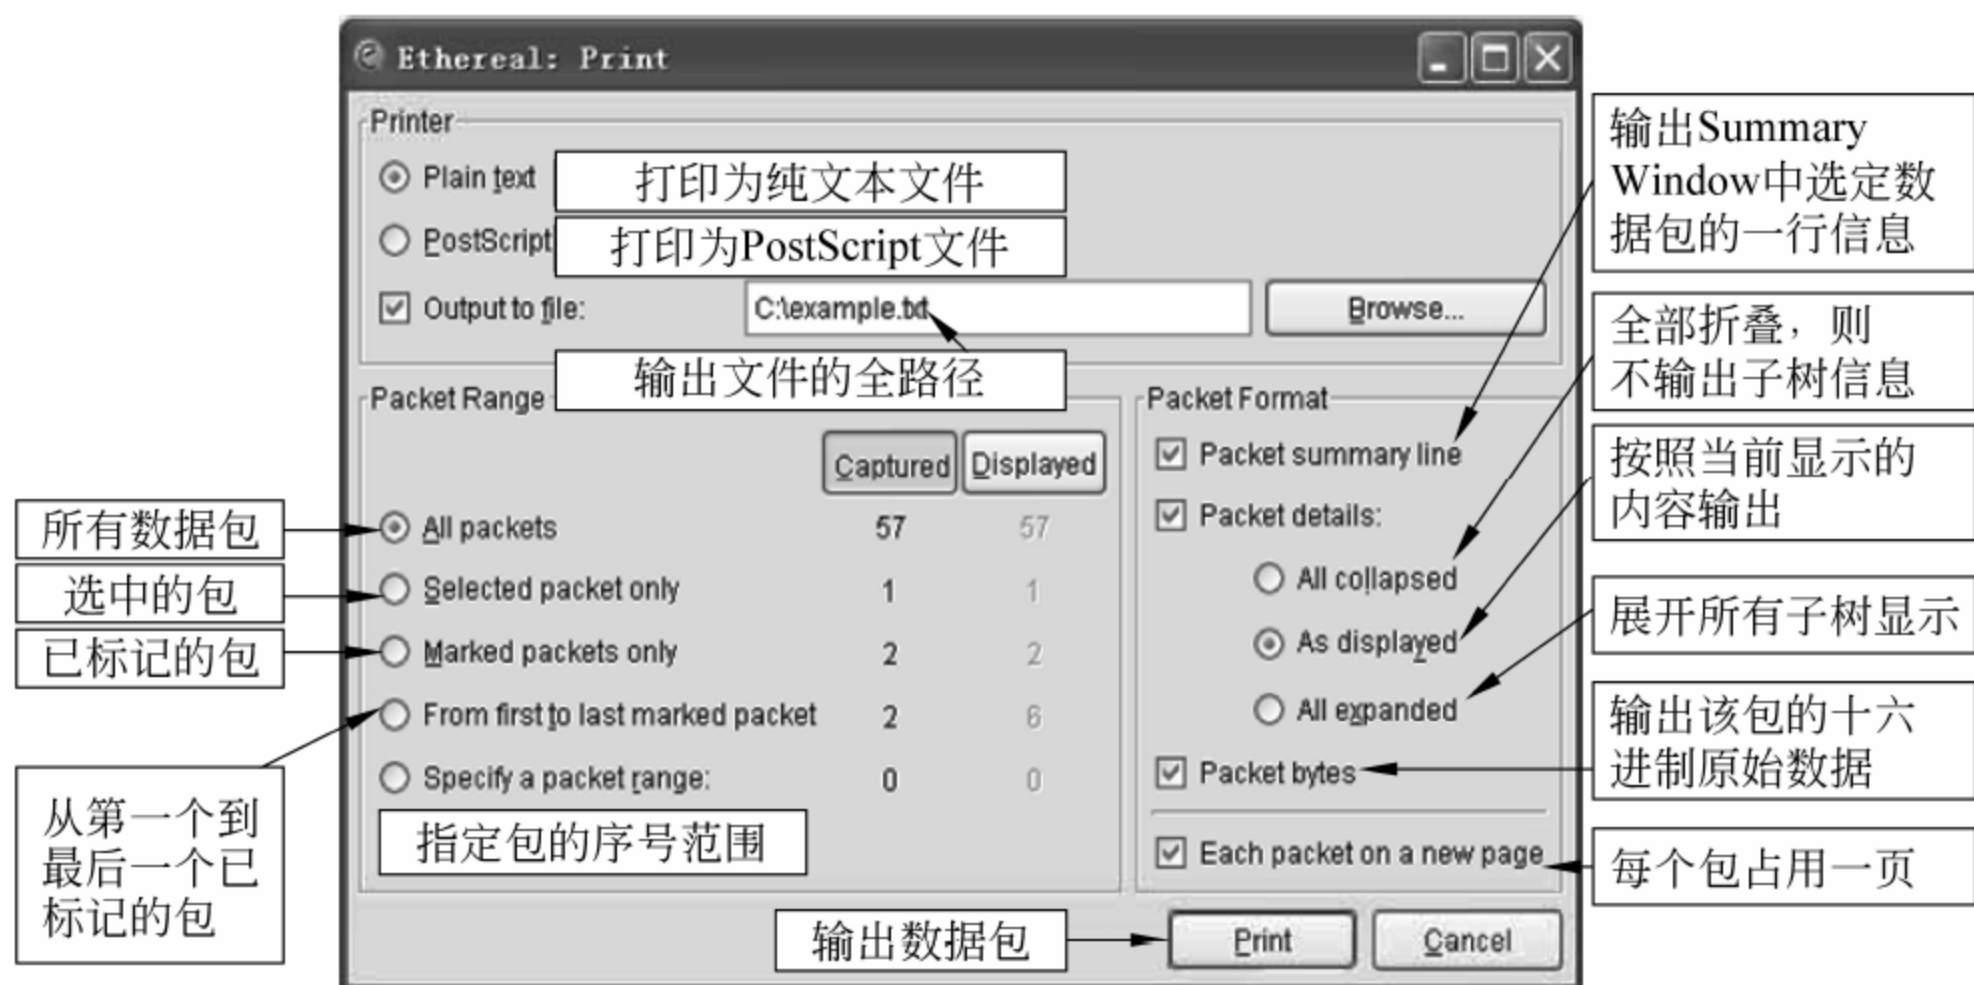 Ethereal: Print
Printer
Plain text
打印为纯文本文件
PostScript
打印为PostScript文件
Output to file:
C:\example.txt
Browse...
输出文件的全路径
Packet Range
Captured
Displayed
All packets 57 57
Selected packet only 1 1
Marked packets only 2 2
From first to last marked packet 2 6
Specify a packet range: 0 0
指定包的序号范围
所有数据包
选中的包
已标记的包
从第一个到
最后一个已
标记的包
Packet Format
Packet summary line
Packet details:
All collapsed
As displayed
All expanded
Packet bytes
Each packet on a new page
输出Summary
Window中选定数
据包的一行信息
全部折叠，则
不输出子树信息
按照当前显示的
内容输出
展开所有子树显示
输出该包的十六
进制原始数据
每个包占用一页
输出数据包
Print
Cancel